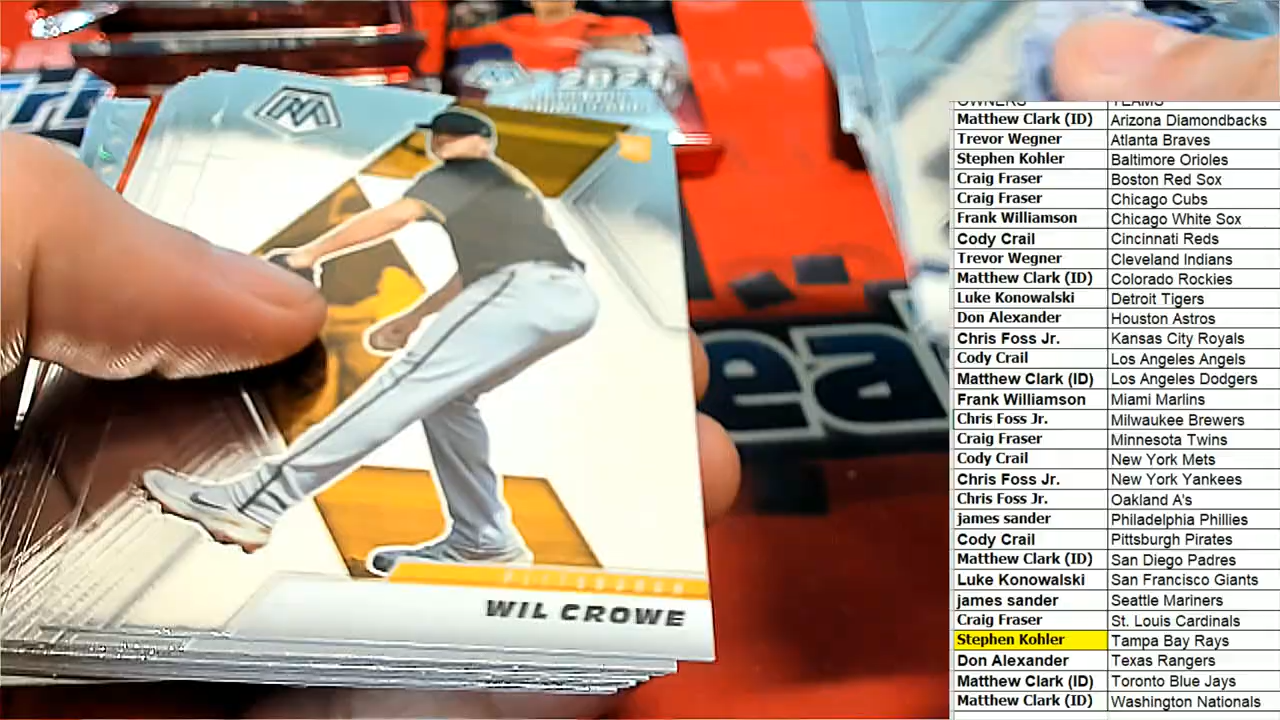 2021
ea
PITTSBURGH
WIL CROWE
OWNERS TEAMS
Matthew Clark (ID) Arizona Diamondbacks
Trevor Wegner Atlanta Braves
Stephen Kohler Baltimore Orioles
Craig Fraser Boston Red Sox
Craig Fraser Chicago Cubs
Frank Williamson Chicago White Sox
Cody Crail Cincinnati Reds
Trevor Wegner Cleveland Indians
Matthew Clark (ID) Colorado Rockies
Luke Konowalski Detroit Tigers
Don Alexander Houston Astros
Chris Foss Jr. Kansas City Royals
Cody Crail Los Angeles Angels
Matthew Clark (ID) Los Angeles Dodgers
Frank Williamson Miami Marlins
Chris Foss Jr. Milwaukee Brewers
Craig Fraser Minnesota Twins
Cody Crail New York Mets
Chris Foss Jr. New York Yankees
Chris Foss Jr. Oakland A's
james sander Philadelphia Phillies
Cody Crail Pittsburgh Pirates
Matthew Clark (ID) San Diego Padres
Luke Konowalski San Francisco Giants
james sander Seattle Mariners
Craig Fraser St. Louis Cardinals
Stephen Kohler Tampa Bay Rays
Don Alexander Texas Rangers
Matthew Clark (ID) Toronto Blue Jays
Matthew Clark (ID) Washington Nationals